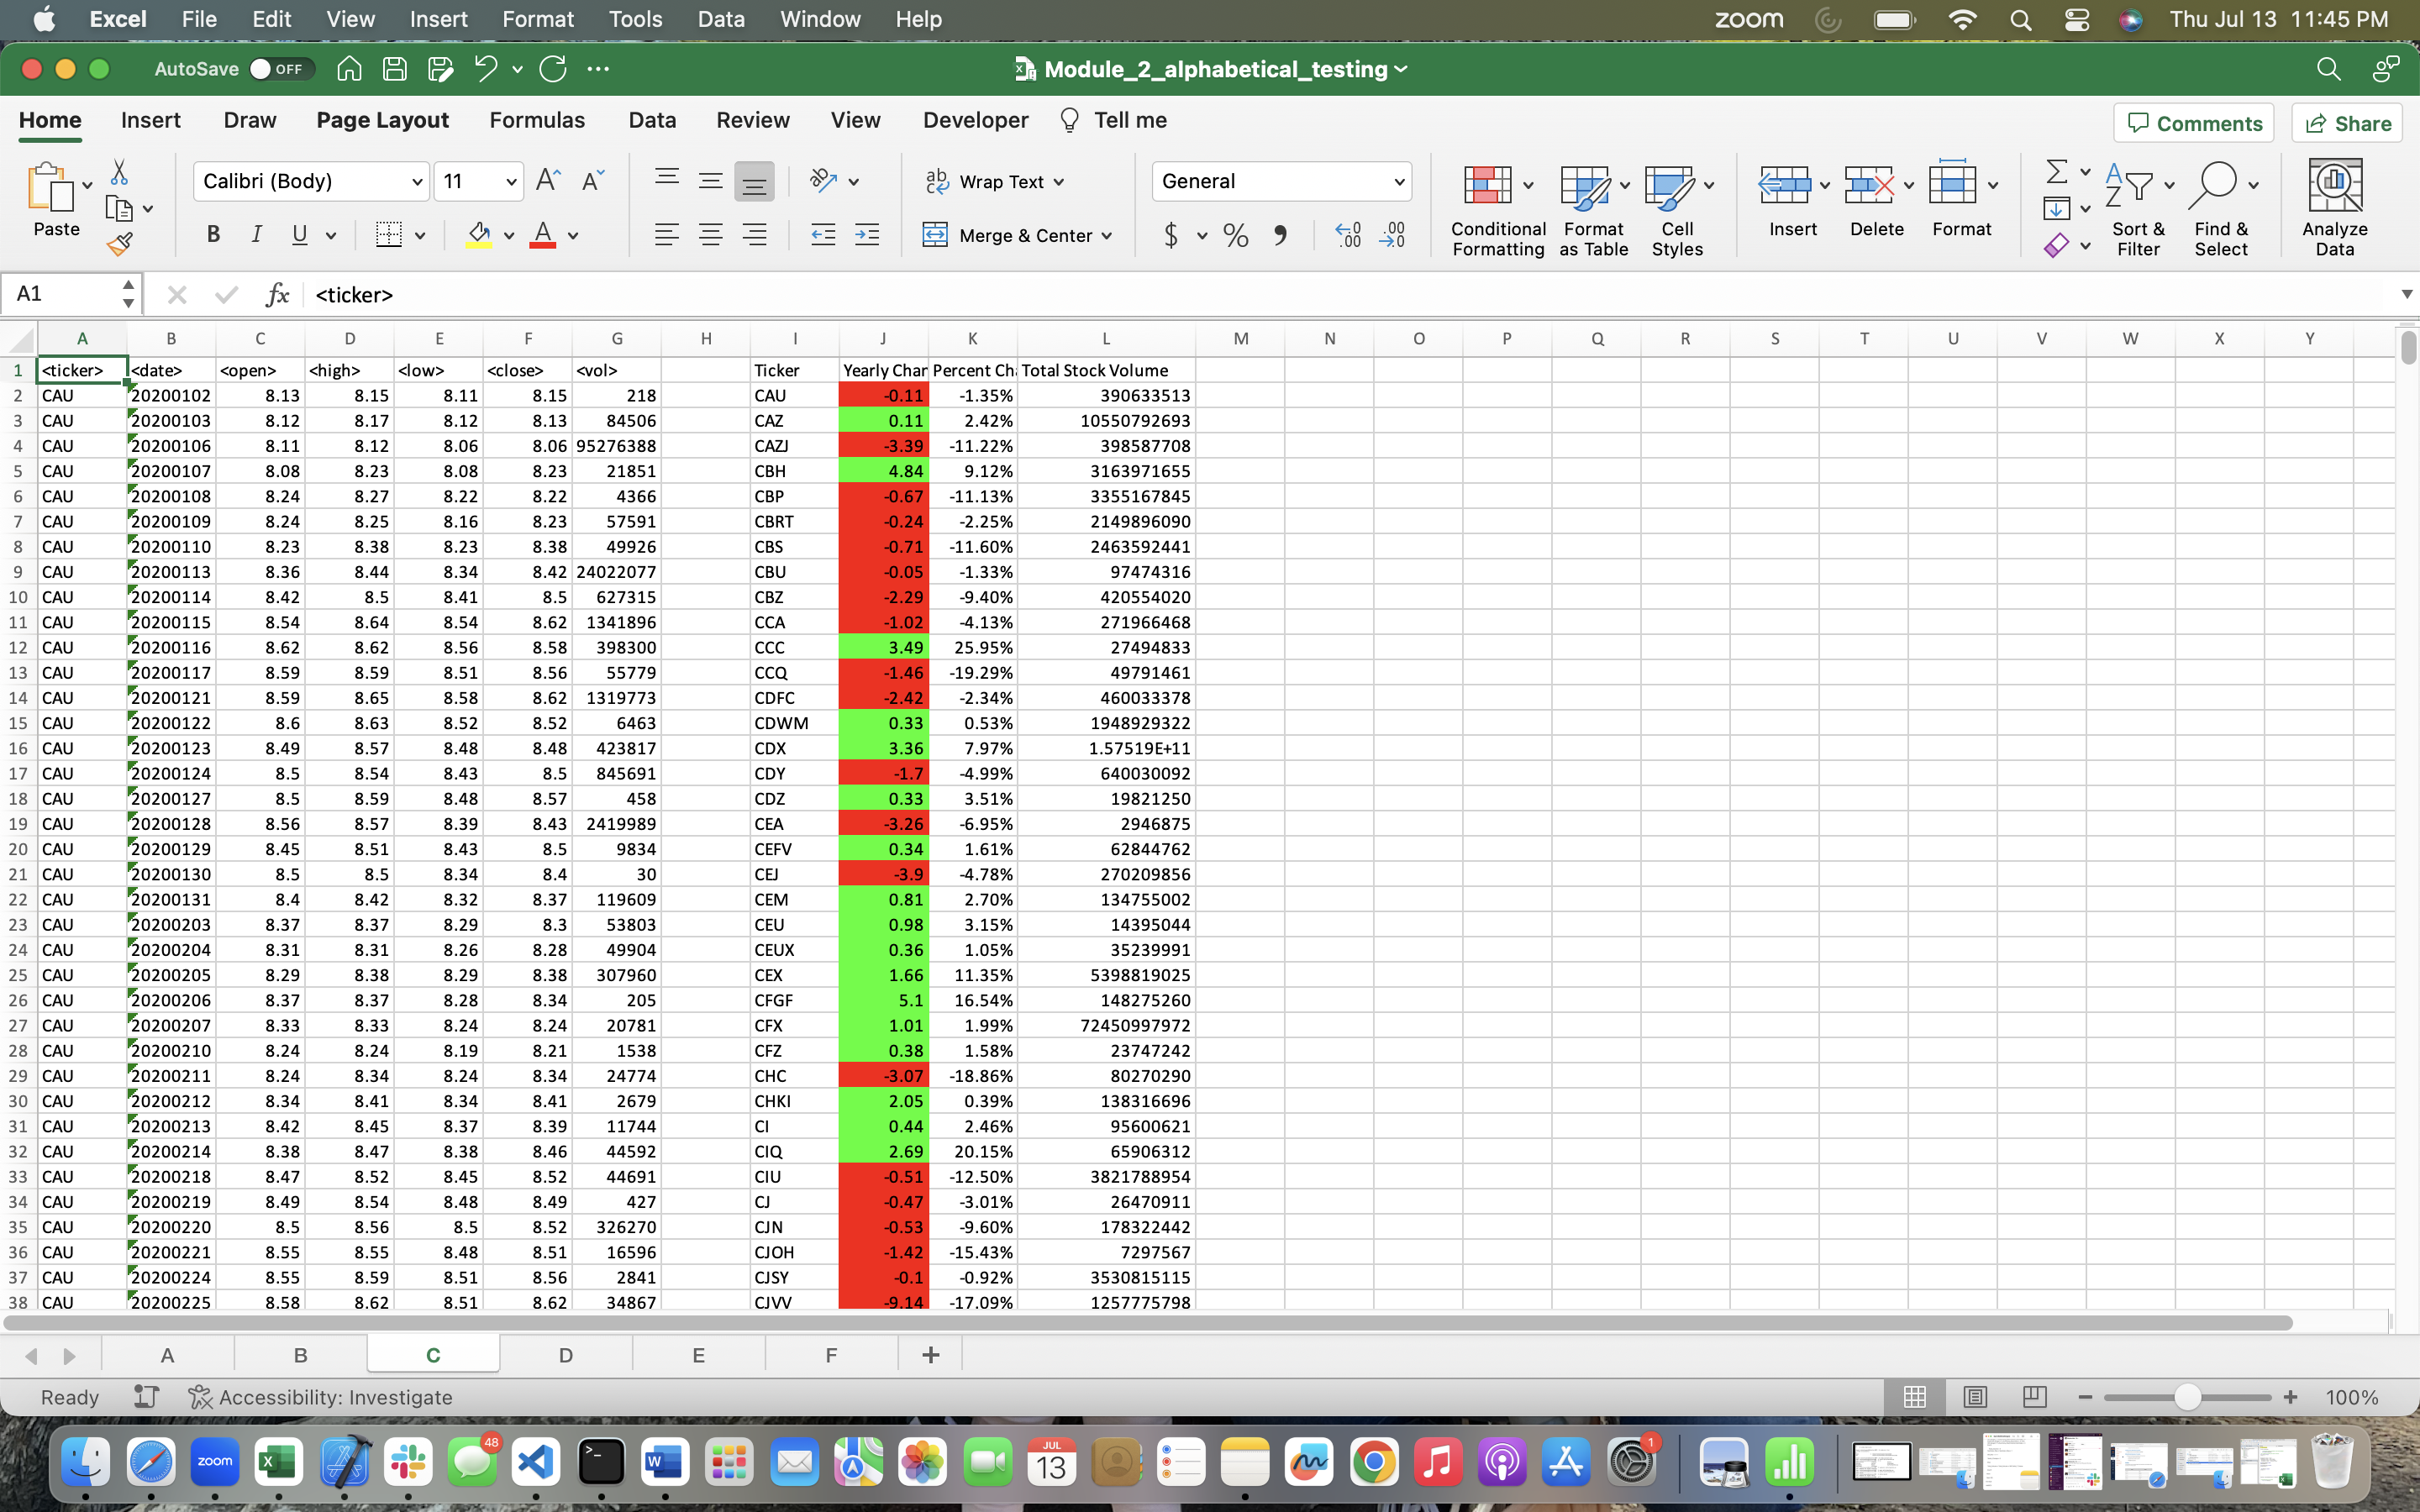 Excel File Edit View Insert Format Tools Data Window Help zoom Thu Jul 13 11:45 PM
AutoSave OFF Module_2_alphabetical_testing
Home Insert Draw Page Layout Formulas Data Review View Developer Tell me Comments Share
Calibri (Body) 11 Wrap Text General
Paste B I U Merge & Center $ % Conditional Formatting Format as Table Cell Styles Insert Delete Format Sort & Filter Find & Select Analyze Data
A1 fx <ticker>
A B C D E F G H I J K L M N O P Q R S T U V W X Y
1 <ticker> <date> <open> <high> <low> <close> <vol> Ticker Yearly Char Percent Ch Total Stock Volume
2 CAU 20200102 8.13 8.15 8.11 8.15 218 CAU -0.11 -1.35% 390633513
3 CAU 20200103 8.12 8.17 8.12 8.13 84506 CAZ 0.11 2.42% 10550792693
4 CAU 20200106 8.11 8.12 8.06 8.06 95276388 CAZJ -3.39 -11.22% 398587708
5 CAU 20200107 8.08 8.23 8.08 8.23 21851 CBH 4.84 9.12% 3163971655
6 CAU 20200108 8.24 8.27 8.22 8.22 4366 CBP -0.67 -11.13% 3355167845
7 CAU 20200109 8.24 8.25 8.16 8.23 57591 CBRT -0.24 -2.25% 2149896090
8 CAU 20200110 8.23 8.38 8.23 8.38 49926 CBS -0.71 -11.60% 2463592441
9 CAU 20200113 8.36 8.44 8.34 8.42 24022077 CBU -0.05 -1.33% 97474316
10 CAU 20200114 8.42 8.5 8.41 8.5 627315 CBZ -2.29 -9.40% 420554020
11 CAU 20200115 8.54 8.64 8.54 8.62 1341896 CCA -1.02 -4.13% 271966468
12 CAU 20200116 8.62 8.62 8.56 8.58 398300 CCC 3.49 25.95% 27494833
13 CAU 20200117 8.59 8.59 8.51 8.56 55779 CCQ -1.46 -19.29% 49791461
14 CAU 20200121 8.59 8.65 8.58 8.62 1319773 CDFC -2.42 -2.34% 460033378
15 CAU 20200122 8.6 8.63 8.52 8.52 6463 CDWM 0.33 0.53% 1948929322
16 CAU 20200123 8.49 8.57 8.48 8.48 423817 CDX 3.36 7.97% 1.57519E+11
17 CAU 20200124 8.5 8.54 8.43 8.5 845691 CDY -1.7 -4.99% 640030092
18 CAU 20200127 8.5 8.59 8.48 8.57 458 CDZ 0.33 3.51% 19821250
19 CAU 20200128 8.56 8.57 8.39 8.43 2419989 CEA -3.26 -6.95% 2946875
20 CAU 20200129 8.45 8.51 8.43 8.5 9834 CEFV 0.34 1.61% 62844762
21 CAU 20200130 8.5 8.5 8.34 8.4 30 CEJ -3.9 -4.78% 270209856
22 CAU 20200131 8.4 8.42 8.32 8.37 119609 CEM 0.81 2.70% 134755002
23 CAU 20200203 8.37 8.37 8.29 8.3 53803 CEU 0.98 3.15% 14395044
24 CAU 20200204 8.31 8.31 8.26 8.28 49904 CEUX 0.36 1.05% 35239991
25 CAU 20200205 8.29 8.38 8.29 8.38 307960 CEX 1.66 11.35% 5398819025
26 CAU 20200206 8.37 8.37 8.28 8.34 205 CFGF 5.1 16.54% 148275260
27 CAU 20200207 8.33 8.33 8.24 8.24 20781 CFX 1.01 1.99% 72450997972
28 CAU 20200210 8.24 8.24 8.19 8.21 1538 CFZ 0.38 1.58% 23747242
29 CAU 20200211 8.24 8.34 8.24 8.34 24774 CHC -3.07 -18.86% 80270290
30 CAU 20200212 8.34 8.41 8.34 8.41 2679 CHKI 2.05 0.39% 138316696
31 CAU 20200213 8.42 8.45 8.37 8.39 11744 CI 0.44 2.46% 95600621
32 CAU 20200214 8.38 8.47 8.38 8.46 44592 CIQ 2.69 20.15% 65906312
33 CAU 20200218 8.47 8.52 8.45 8.52 44691 CIU -0.51 -12.50% 3821788954
34 CAU 20200219 8.49 8.54 8.48 8.49 427 CJ -0.47 -3.01% 26470911
35 CAU 20200220 8.5 8.56 8.5 8.52 326270 CJN -0.53 -9.60% 178322442
36 CAU 20200221 8.55 8.55 8.48 8.51 16596 CJOH -1.42 -15.43% 7297567
37 CAU 20200224 8.55 8.59 8.51 8.56 2841 CJSY -0.1 -0.92% 3530815115
38 CAU 20200225 8.58 8.62 8.51 8.62 34867 CJVV -9.14 -17.09% 1257775798
A B C D E F +
Ready Accessibility: Investigate 100%
zoom 48 JUL 13 1